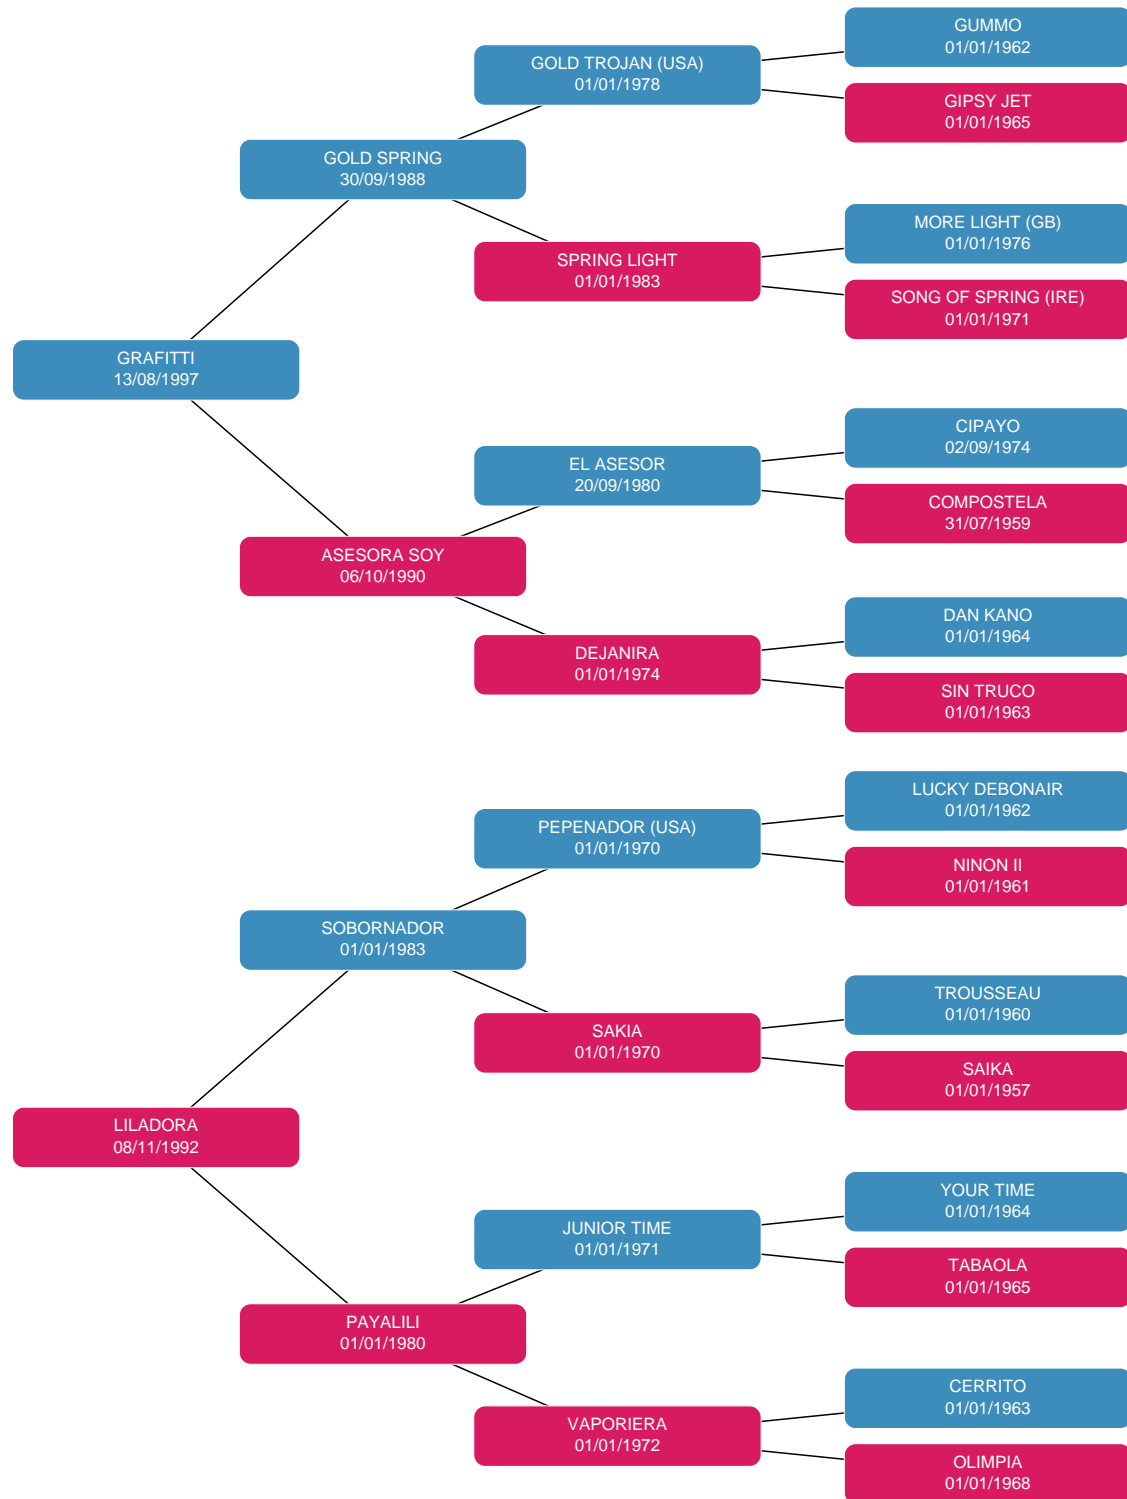 GUMMO
01/01/1962
GOLD TROJAN (USA)
01/01/1978
GIPSY JET
01/01/1965
GOLD SPRING
30/09/1988
MORE LIGHT (GB)
01/01/1976
SPRING LIGHT
01/01/1983
SONG OF SPRING (IRE)
01/01/1971
GRAFITTI
13/08/1997
CIPAYO
02/09/1974
EL ASESOR
20/09/1980
COMPOSTELA
31/07/1959
ASESORA SOY
06/10/1990
DAN KANO
01/01/1964
DEJANIRA
01/01/1974
SIN TRUCO
01/01/1963
LUCKY DEBONAIR
01/01/1962
PEPENADOR (USA)
01/01/1970
NINON II
01/01/1961
SOBORNADOR
01/01/1983
TROUSSEAU
01/01/1960
SAKIA
01/01/1970
SAIKA
01/01/1957
LILADORA
08/11/1992
YOUR TIME
01/01/1964
JUNIOR TIME
01/01/1971
TABAOLA
01/01/1965
PAYALILI
01/01/1980
CERRITO
01/01/1963
VAPORIERA
01/01/1972
OLIMPIA
01/01/1968